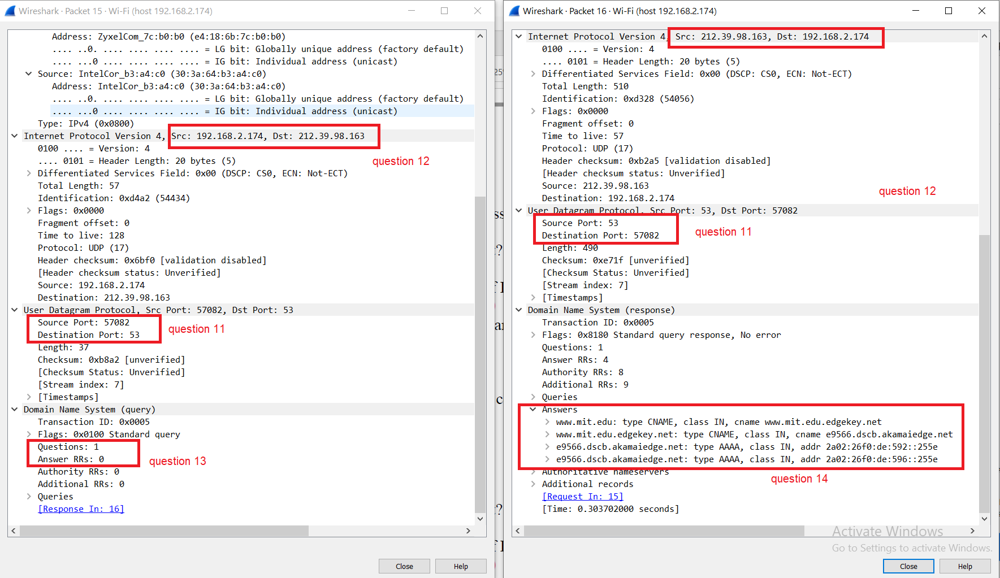 Wireshark · Packet 15 · Wi-Fi (host 192.168.2.174)
Address: ZyxelCom_7c:b0:b0 (e4:18:6b:7c:b0:b0)
.... ..0. .... .... .... .... = LG bit: Globally unique address (factory default)
.... ...0 .... .... .... .... = IG bit: Individual address (unicast)
Source: IntelCor_b3:a4:c0 (30:3a:64:b3:a4:c0)
Address: IntelCor_b3:a4:c0 (30:3a:64:b3:a4:c0)
.... ..0. .... .... .... .... = LG bit: Globally unique address (factory default)
.... ...0 .... .... .... .... = IG bit: Individual address (unicast)
Type: IPv4 (0x0800)
Internet Protocol Version 4, Src: 192.168.2.174, Dst: 212.39.98.163
0100 .... = Version: 4
.... 0101 = Header Length: 20 bytes (5)
question 12
Differentiated Services Field: 0x00 (DSCP: CS0, ECN: Not-ECT)
Total Length: 57
Identification: 0xd4a2 (54434)
Flags: 0x0000
Fragment offset: 0
Time to live: 128
Protocol: UDP (17)
Header checksum: 0x6bf0 [validation disabled]
[Header checksum status: Unverified]
Source: 192.168.2.174
Destination: 212.39.98.163
User Datagram Protocol, Src Port: 57082, Dst Port: 53
Source Port: 57082
question 11
Destination Port: 53
Length: 37
Checksum: 0xb8a2 [unverified]
[Checksum Status: Unverified]
[Stream index: 7]
[Timestamps]
Domain Name System (query)
Transaction ID: 0x0005
Flags: 0x0100 Standard query
Questions: 1
Answer RRs: 0
question 13
Authority RRs: 0
Additional RRs: 0
Queries
[Response In: 16]
Close
Help
Wireshark · Packet 16 · Wi-Fi (host 192.168.2.174)
Internet Protocol Version 4, Src: 212.39.98.163, Dst: 192.168.2.174
0100 .... = Version: 4
.... 0101 = Header Length: 20 bytes (5)
Differentiated Services Field: 0x00 (DSCP: CS0, ECN: Not-ECT)
Total Length: 510
Identification: 0xd328 (54056)
Flags: 0x0000
Fragment offset: 0
Time to live: 57
Protocol: UDP (17)
Header checksum: 0xb2a5 [validation disabled]
[Header checksum status: Unverified]
Source: 212.39.98.163
question 12
Destination: 192.168.2.174
User Datagram Protocol, Src Port: 53, Dst Port: 57082
Source Port: 53
question 11
Destination Port: 57082
Length: 490
Checksum: 0xe71f [unverified]
[Checksum Status: Unverified]
[Stream index: 7]
[Timestamps]
Domain Name System (response)
Transaction ID: 0x0005
Flags: 0x8180 Standard query response, No error
Questions: 1
Answer RRs: 4
Authority RRs: 8
Additional RRs: 9
Queries
Answers
www.mit.edu: type CNAME, class IN, cname www.mit.edu.edgekey.net
www.mit.edu.edgekey.net: type CNAME, class IN, cname e9566.dscb.akamaiedge.net
e9566.dscb.akamaiedge.net: type AAAA, class IN, addr 2a02:26f0:de:592::255e
e9566.dscb.akamaiedge.net: type AAAA, class IN, addr 2a02:26f0:de:596::255e
Authoritative nameservers
question 14
Additional records
[Request In: 15]
[Time: 0.303702000 seconds]
Activate Windows
Go to Settings to activate Windows.
Close
Help